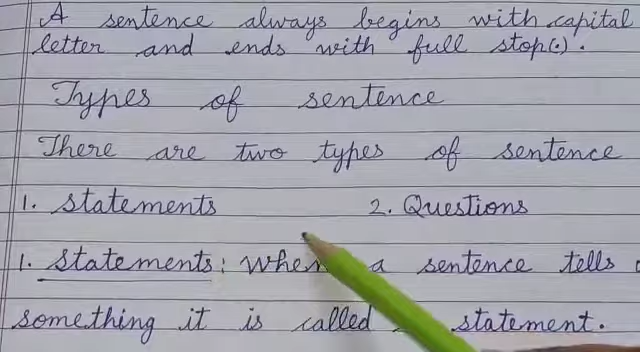 A sentence always begins with capital
letter and ends with full stop(.).
Types of sentence
There are two types of sentence
1. statements 2. Questions
1. statements: When a sentence tells
something it is called statement.